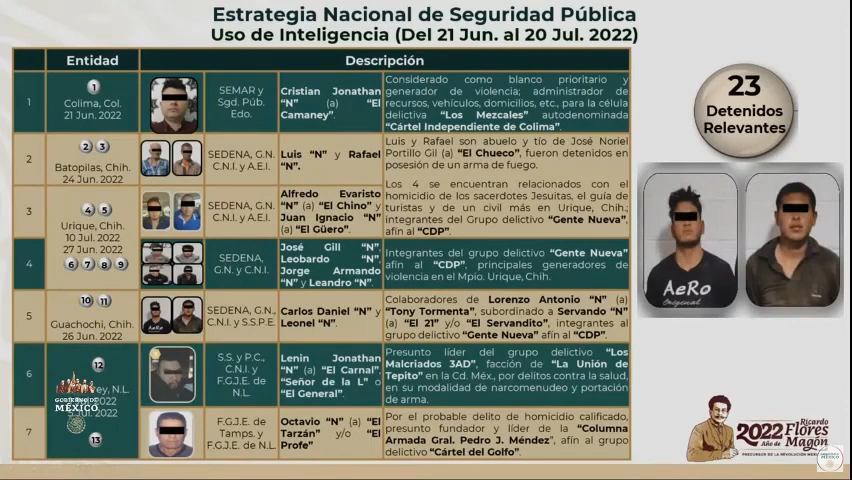 Estrategia Nacional de Seguridad Pública
Uso de Inteligencia (Del 21 Jun. al 20 Jul. 2022)
Entidad
Descripción
1
1
Colima, Col.
21 Jun. 2022
SEMAR y
Sgd. Púb.
Edo.
Cristian Jonathan
"N" (a) "El
Camaney".
Considerado como blanco prioritario y
generador de violencia; administrador de
recursos, vehículos, domicilios, etc., para la célula
delictiva "Los Mezcales" autodenominada
"Cártel Independiente de Colima".
2
2 3
Batopilas, Chih.
24 Jun. 2022
SEDENA, G.N.
C.N.I. y A.E.I.
Luis "N" y Rafael
"N".
Luis y Rafael son abuelo y tío de José Noriel
Portillo Gil (a) "El Chueco", fueron detenidos en
posesión de un arma de fuego.
3
4 5
Urique, Chih.
10 Jul. 2022
27 Jun. 2022
6 7 8 9
SEDENA, G.N.
C.N.I. y A.E.I.
Alfredo Evaristo
"N" (a) "El Chino" y
Juan Ignacio "N"
(a) "El Güero".
Los 4 se encuentran relacionados con el
homicidio de los sacerdotes Jesuitas, el guía de
turistas y de un civil más en Urique, Chih.;
integrantes del Grupo delictivo "Gente Nueva",
afín al "CDP".
4
SEDENA,
G.N. y C.N.I.
José Gill "N",
Leobardo "N",
Jorge Armando
"N" y Leandro "N".
Integrantes del grupo delictivo "Gente Nueva"
afín al "CDP", principales generadores de
violencia en el Mpio. Urique, Chih.
5
10 11
Guachochi, Chih.
26 Jun. 2022
AeRo
SEDENA, G.N.,
C.N.I. y S.S.P.E.
Carlos Daniel "N" y
Leonel "N".
Colaboradores de Lorenzo Antonio "N" (a)
"Tony Tormenta", subordinado a Servando "N"
(a) "El 21" y/o "El Servandito", integrantes al
grupo delictivo "Gente Nueva" afín al "CDP".
6
12
ey, N.L.
2022
5 Jul. 2022
S.S. y P.C.,
C.N.I. y
F.G.J.E. de
N.L.
Lenin Jonathan
"N" (a) "El Carnal",
"Señor de la L" o
"El General".
Presunto líder del grupo delictivo "Los
Malcriados 3AD", facción de "La Unión de
Tepito" en la Cd. Méx., por delitos contra la salud,
en su modalidad de narcomenudeo y portación
de arma.
7
13
F.G.J.E. de
Tamps. y
F.G.J.E. de N.L.
Octavio "N" (a) "El
Tarzán" y/o "El
Profe"
Por el probable delito de homicidio calificado,
presunto fundador y líder de la "Columna
Armada Gral. Pedro J. Méndez", afín al grupo
delictivo "Cártel del Golfo".
GOBIERNO DE
MÉXICO
23
Detenidos
Relevantes
AeRo
Original
2022 Ricardo
Flores
Año de Magón
PRECURSOR DE LA REVOLUCIÓN MEXICANA